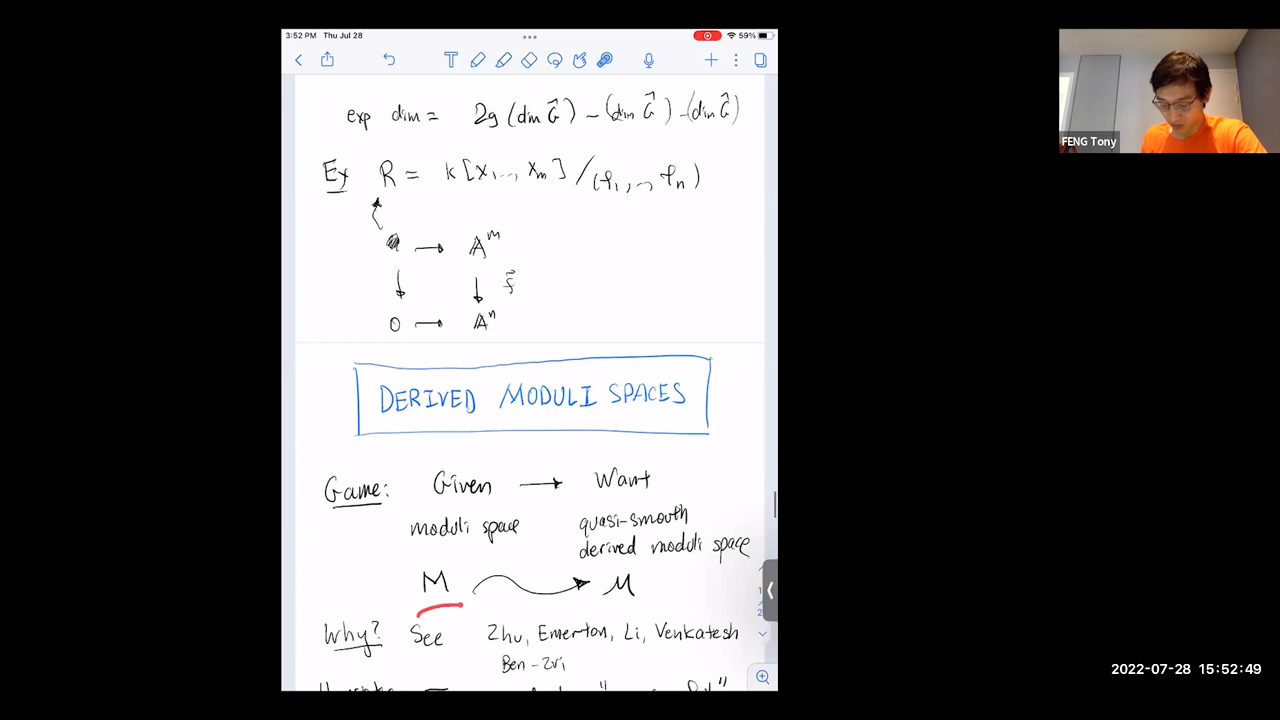 3:52 PM Thu Jul 28
59%
exp dim = 2g (dim Ĝ) - (dim Ĝ) - (dim Ĝ)
FENG Tony
Ex R = k[x1..., xm] / (f1, ~, fn)
→ 𝔸^m
↓ ↓ f⃗
0 → 𝔸^n
DERIVED MODULI SPACES
Game: Given → Want
moduli space quasi-smooth
derived moduli space
M ℳ
Why? See Zhu, Emerton, Li, Venkatesh
Ben-Zvi
2022-07-28 15:52:49